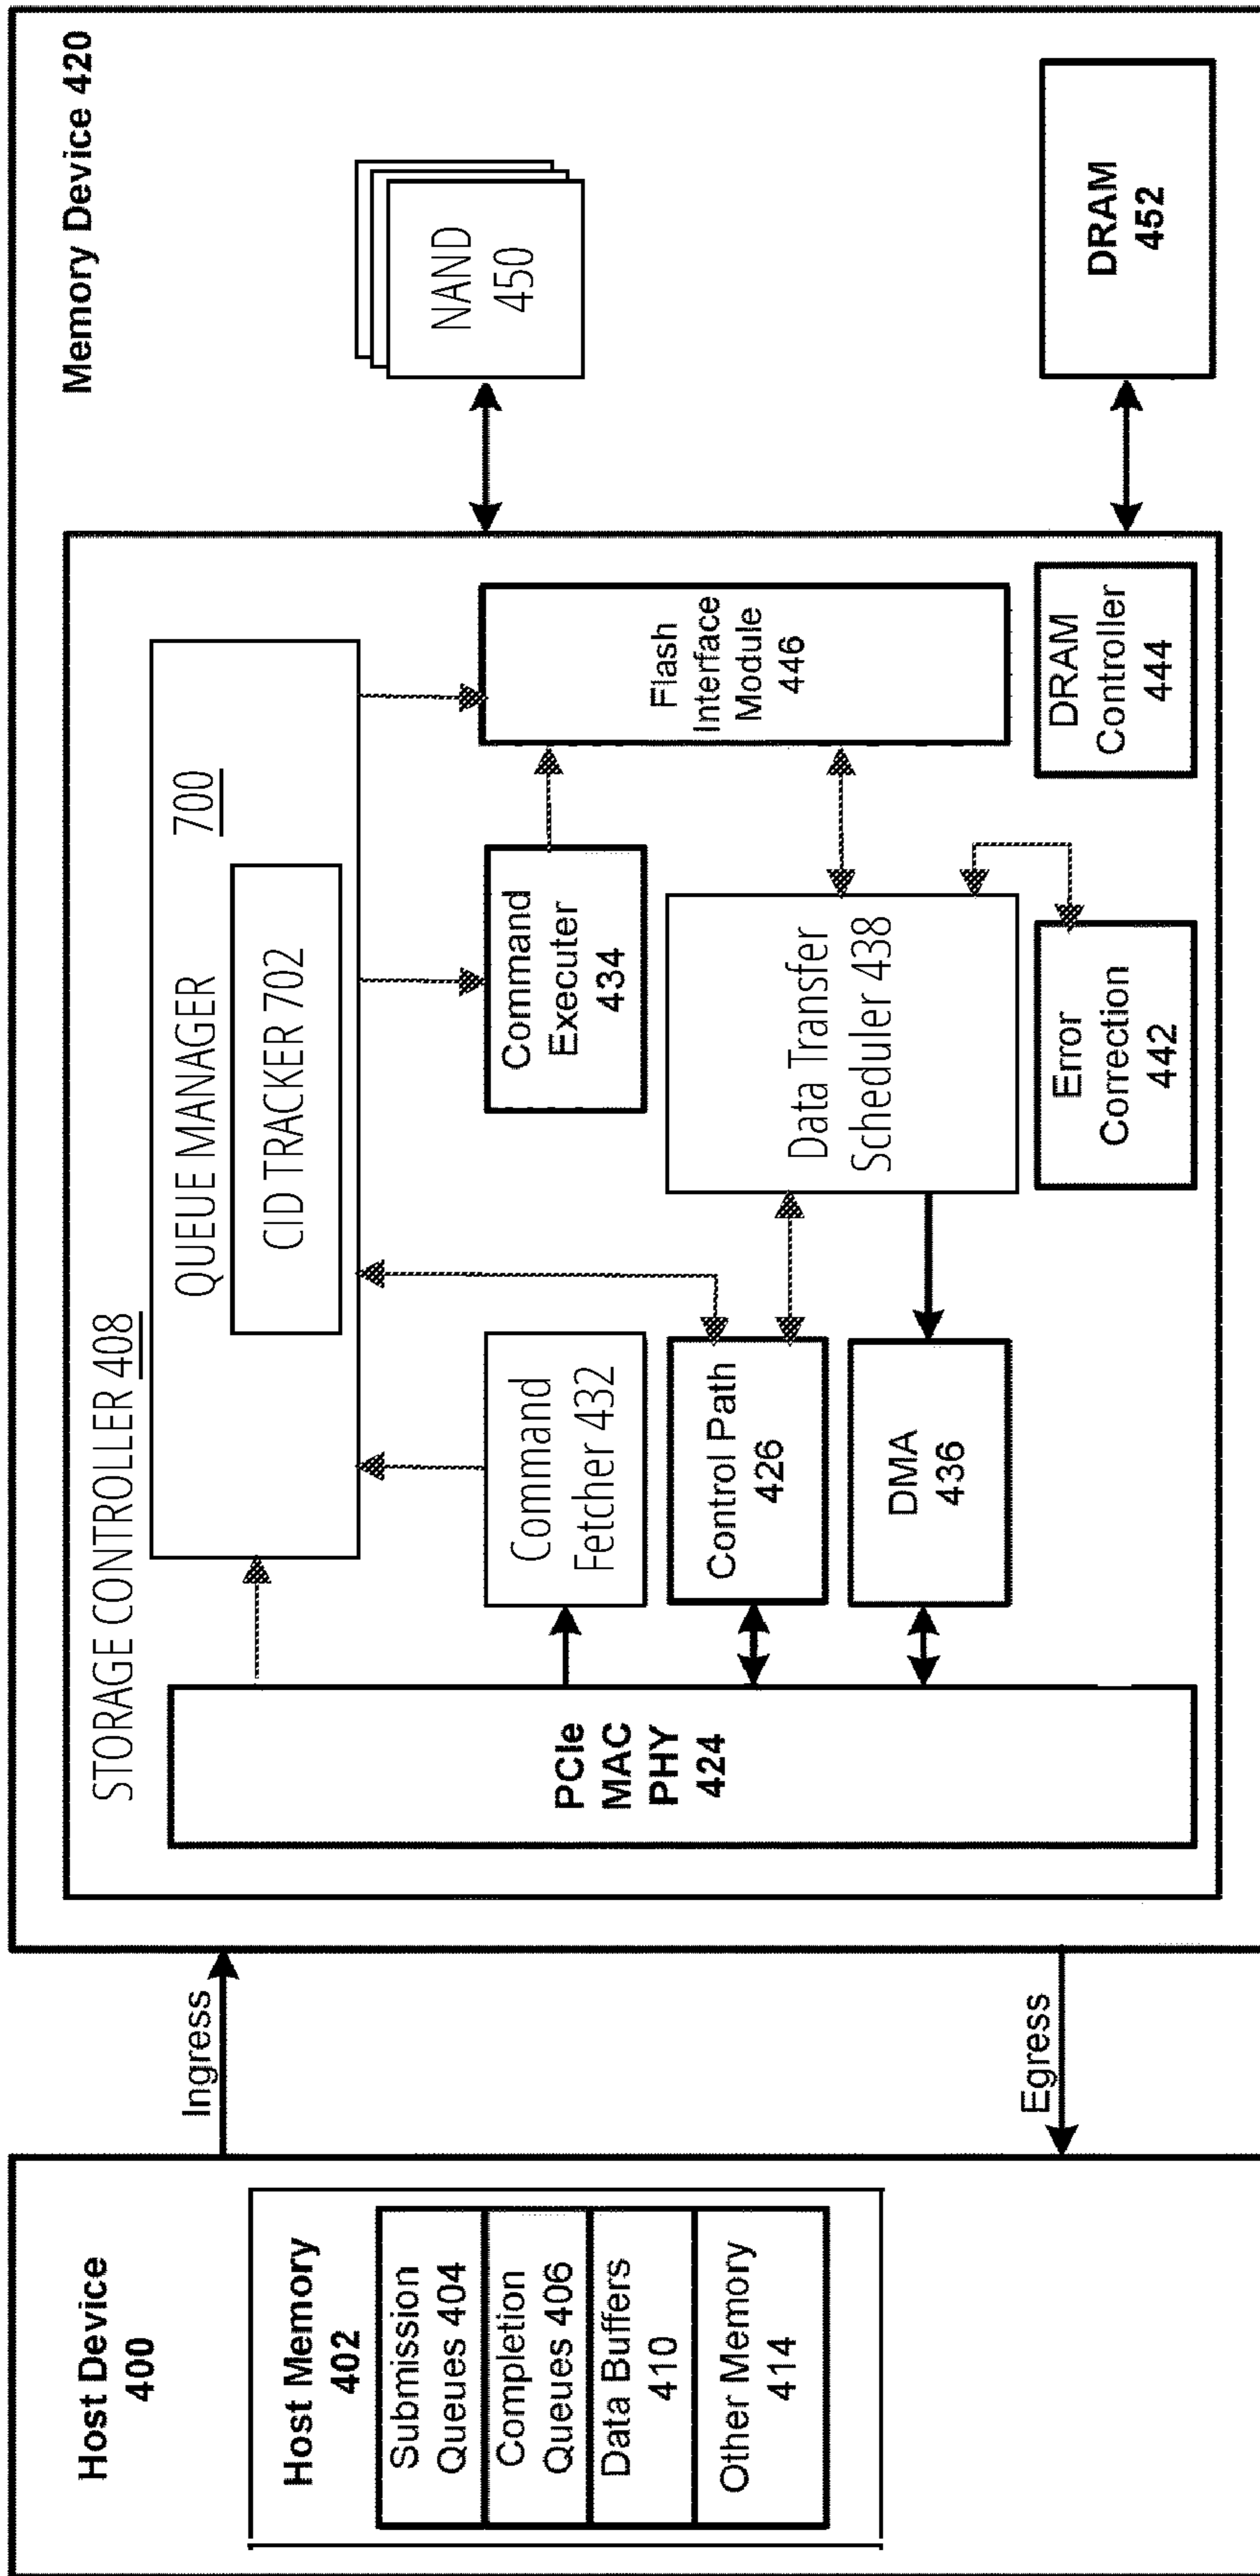 Host Device
400
Host Memory
402
Submission
Queues 404
Completion
Queues 406
Data Buffers
410
Other Memory
414
Ingress
Egress
Memory Device 420
STORAGE CONTROLLER 408
PCIe
MAC
PHY
424
QUEUE MANAGER 700
CID TRACKER 702
Command
Fetcher 432
Control Path
426
DMA
436
Command
Executer
434
Data Transfer
Scheduler 438
Error
Correction
442
Flash
Interface
Module
446
DRAM
Controller
444
NAND
450
DRAM
452